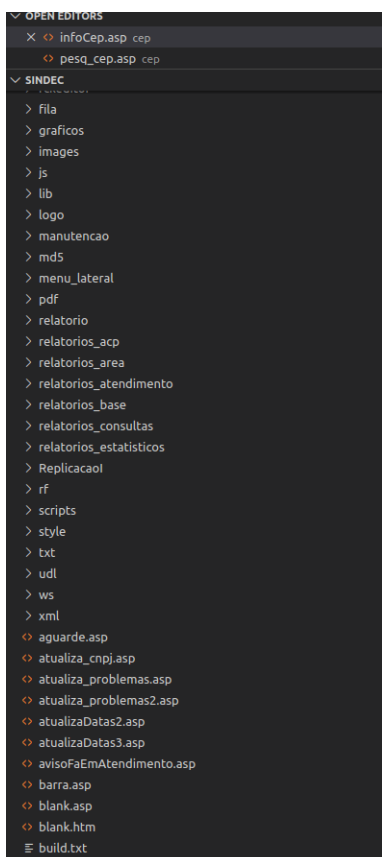 OPEN EDITORS
infoCep.asp cep
pesq_cep.asp cep
SINDEC
fila
graficos
images
js
lib
logo
manutencao
md5
menu_lateral
pdf
relatorio
relatorios_acp
relatorios_area
relatorios_atendimento
relatorios_base
relatorios_consultas
relatorios_estatisticos
ReplicacaoI
rf
scripts
style
txt
udl
ws
xml
aguarde.asp
atualiza_cnpj.asp
atualiza_problemas.asp
atualiza_problemas2.asp
atualizaDatas2.asp
atualizaDatas3.asp
avisoFaEmAtendimento.asp
barra.asp
blank.asp
blank.htm
build.txt